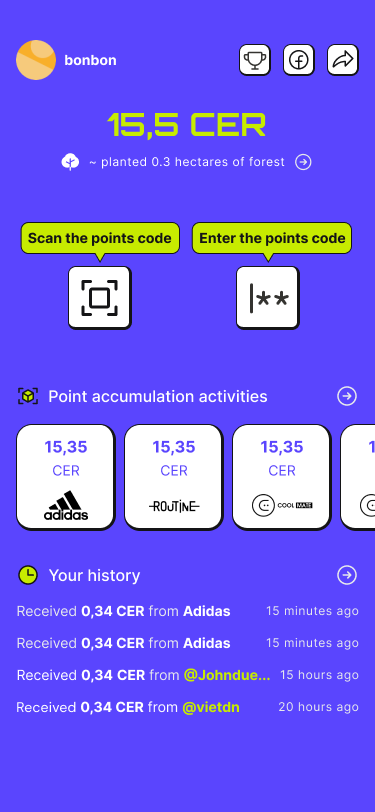 bonbon
15,5 CER
~ planted 0.3 hectares of forest
Scan the points code
Enter the points code
|**
Point accumulation activities
15,35
CER
adidas
15,35
CER
ROUTINE
15,35
CER
COOLMATE
1
Your history
Received 0,34 CER from Adidas 15 minutes ago
Received 0,34 CER from Adidas 15 minutes ago
Received 0,34 CER from @Johndue... 15 hours ago
Received 0,34 CER from @vietdn 20 hours ago